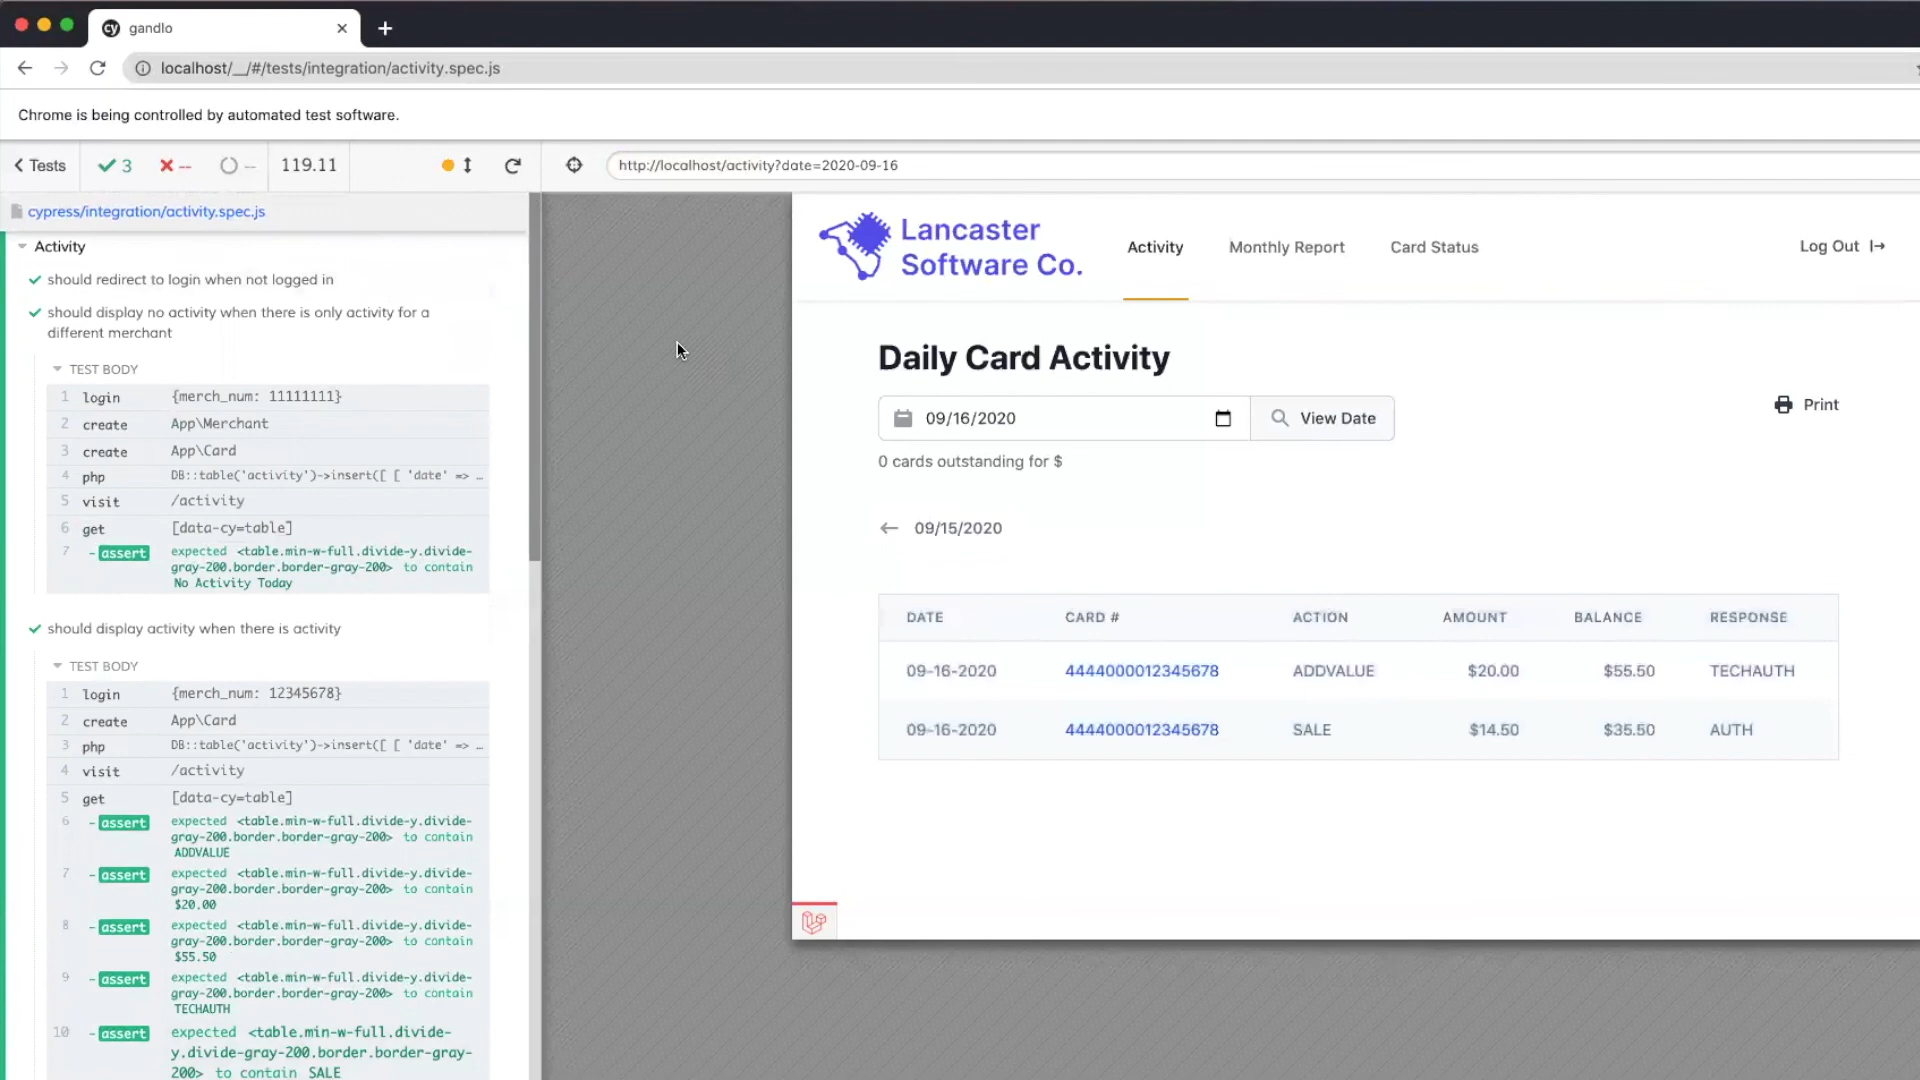 cy gandlo
localhost/__/#/tests/integration/activity.spec.js
Chrome is being controlled by automated test software.
Tests 3 -- -- 119.11
http://localhost/activity?date=2020-09-16
cypress/integration/activity.spec.js
Activity
should redirect to login when not logged in
should display no activity when there is only activity for a
different merchant
TEST BODY
1 login {merch_num: 11111111}
2 create App\Merchant
3 create App\Card
4 php DB::table('activity')->insert([ [ 'date' => …
5 visit /activity
6 get [data-cy=table]
7 -assert expected <table.min-w-full.divide-y.divide-
gray-200.border.border-gray-200> to contain
No Activity Today
should display activity when there is activity
TEST BODY
1 login {merch_num: 12345678}
2 create App\Card
3 php DB::table('activity')->insert([ [ 'date' => …
4 visit /activity
5 get [data-cy=table]
6 -assert expected <table.min-w-full.divide-y.divide-
gray-200.border.border-gray-200> to contain
ADDVALUE
7 -assert expected <table.min-w-full.divide-y.divide-
gray-200.border.border-gray-200> to contain
$20.00
8 -assert expected <table.min-w-full.divide-y.divide-
gray-200.border.border-gray-200> to contain
$55.50
9 -assert expected <table.min-w-full.divide-y.divide-
gray-200.border.border-gray-200> to contain
TECHAUTH
10 -assert expected <table.min-w-full.divide-
y.divide-gray-200.border.border-gray-
200> to contain SALE
Lancaster
Software Co.
Activity Monthly Report Card Status Log Out
Daily Card Activity
09/16/2020 View Date Print
0 cards outstanding for $
← 09/15/2020
DATE CARD # ACTION AMOUNT BALANCE RESPONSE
09-16-2020 4444000012345678 ADDVALUE $20.00 $55.50 TECHAUTH
09-16-2020 4444000012345678 SALE $14.50 $35.50 AUTH